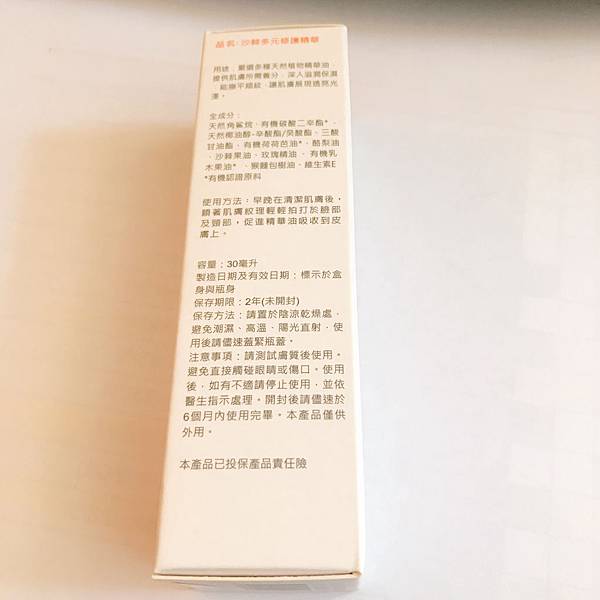 品名:沙棘多元修護精華
用途：嚴選多種天然植物精華油，
提供肌膚所需養分，深入滋潤保濕
，能撫平細紋，讓肌膚展現透亮光
澤。
全成分：
天然角鯊烷、有機碳酸二辛酯*、
天然椰油醇-辛酸酯/癸酸酯、三酸
甘油酯、有機荷荷芭油*、酪梨油
、沙棘果油、玫瑰精油、有機乳
木果油*、猴麵包樹油、維生素E
*有機認證原料
使用方法：早晚在清潔肌膚後，
順著肌膚紋理輕輕拍打於臉部
及頸部，促進精華油吸收到皮
膚上。
容量：30毫升
製造日期及有效日期：標示於盒
身與瓶身
保存期限：2年(未開封)
保存方法：請置於陰涼乾燥處，
避免潮濕、高溫、陽光直射，使
用後請儘速蓋緊瓶蓋。
注意事項：請測試膚質後使用。
避免直接觸碰眼睛或傷口。使用
後，如有不適請停止使用，並依
醫生指示處理。開封後請儘速於
6個月內使用完畢。本產品僅供
外用。
本產品已投保產品責任險